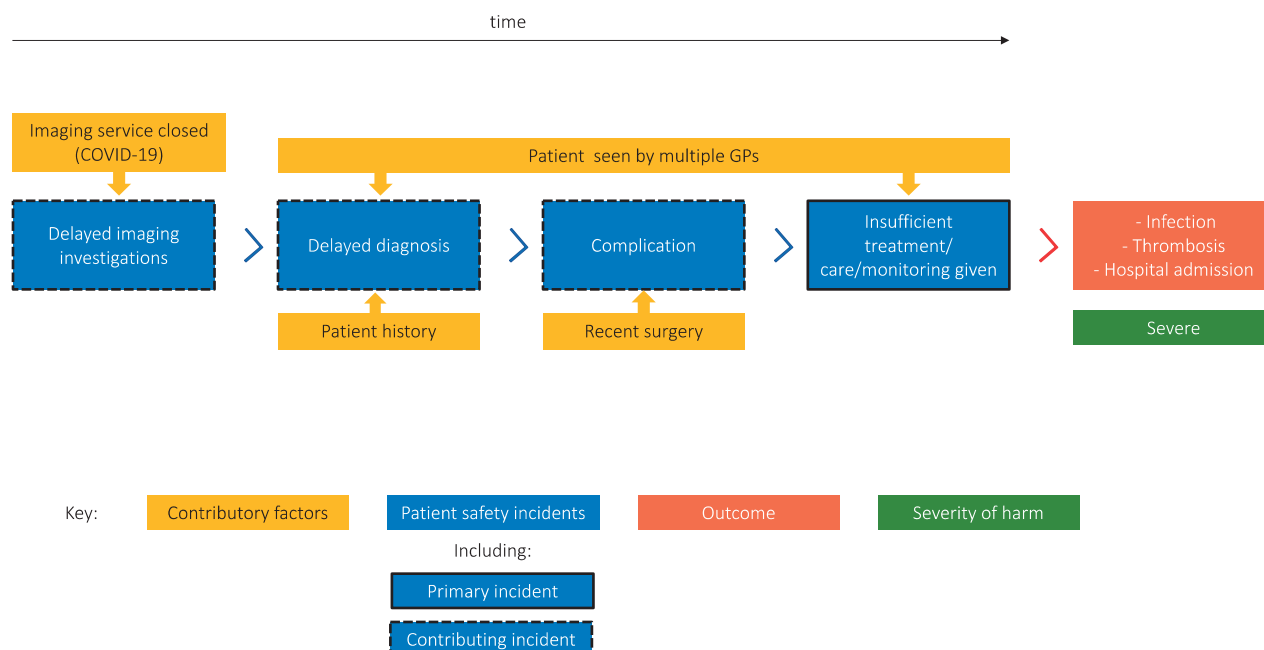 time
Imaging service closed
(COVID-19)
Patient seen by multiple GPs
Delayed imaging
investigations
Delayed diagnosis
Complication
Insufficient
treatment/
care/monitoring given
- Infection
- Thrombosis
- Hospital admission
Patient history
Recent surgery
Severe
Key:
Contributory factors
Patient safety incidents
Outcome
Severity of harm
Including:
Primary incident
Contributing incident